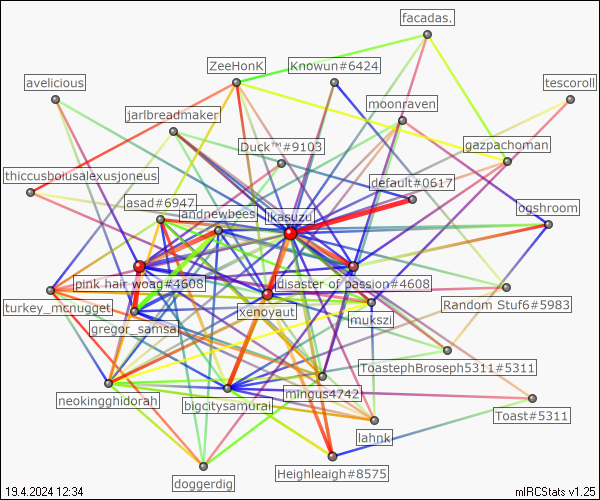 facadas.
ZeeHonK
Knowun#6424
avelicious
tescoroll
moonraven
jarlbreadmaker
Duck™#9103
gazpachoman
thiccusboiusalexusjoneus
default#0617
asad#6947
andnewbees
Ikasuzu
ogshroom
pink hair woag#4608
disaster of passion#4608
turkey_mcnugget
xenoyaut
Random Stuf6#5983
gregor_samsa
mukszi
ToastephBroseph5311#5311
neokingghidorah
bigcitysamurai
mingus4742
Toast#5311
lahnk
doggerdig
Heighleaigh#8575
19.4.2024 12:34
mIRCStats v1.25